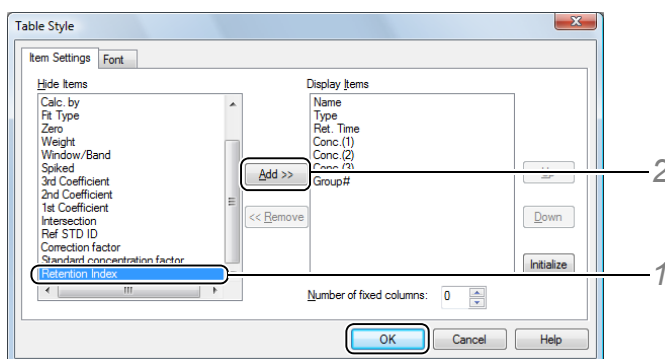 Table Style
Item Settings Font
Hide Items
Calc. by
Fit Type
Zero
Weight
Window/Band
Spiked
3rd Coefficient
2nd Coefficient
1st Coefficient
Intersection
Ref STD ID
Correction factor
Standard concentration factor
Retention Index
Add >>
<< Remove
Display Items
Name
Type
Ret. Time
Conc.(1)
Conc.(2)
Conc.(3)
Group#
Down
Initialize
Number of fixed columns: 0
OK Cancel Help
2
1